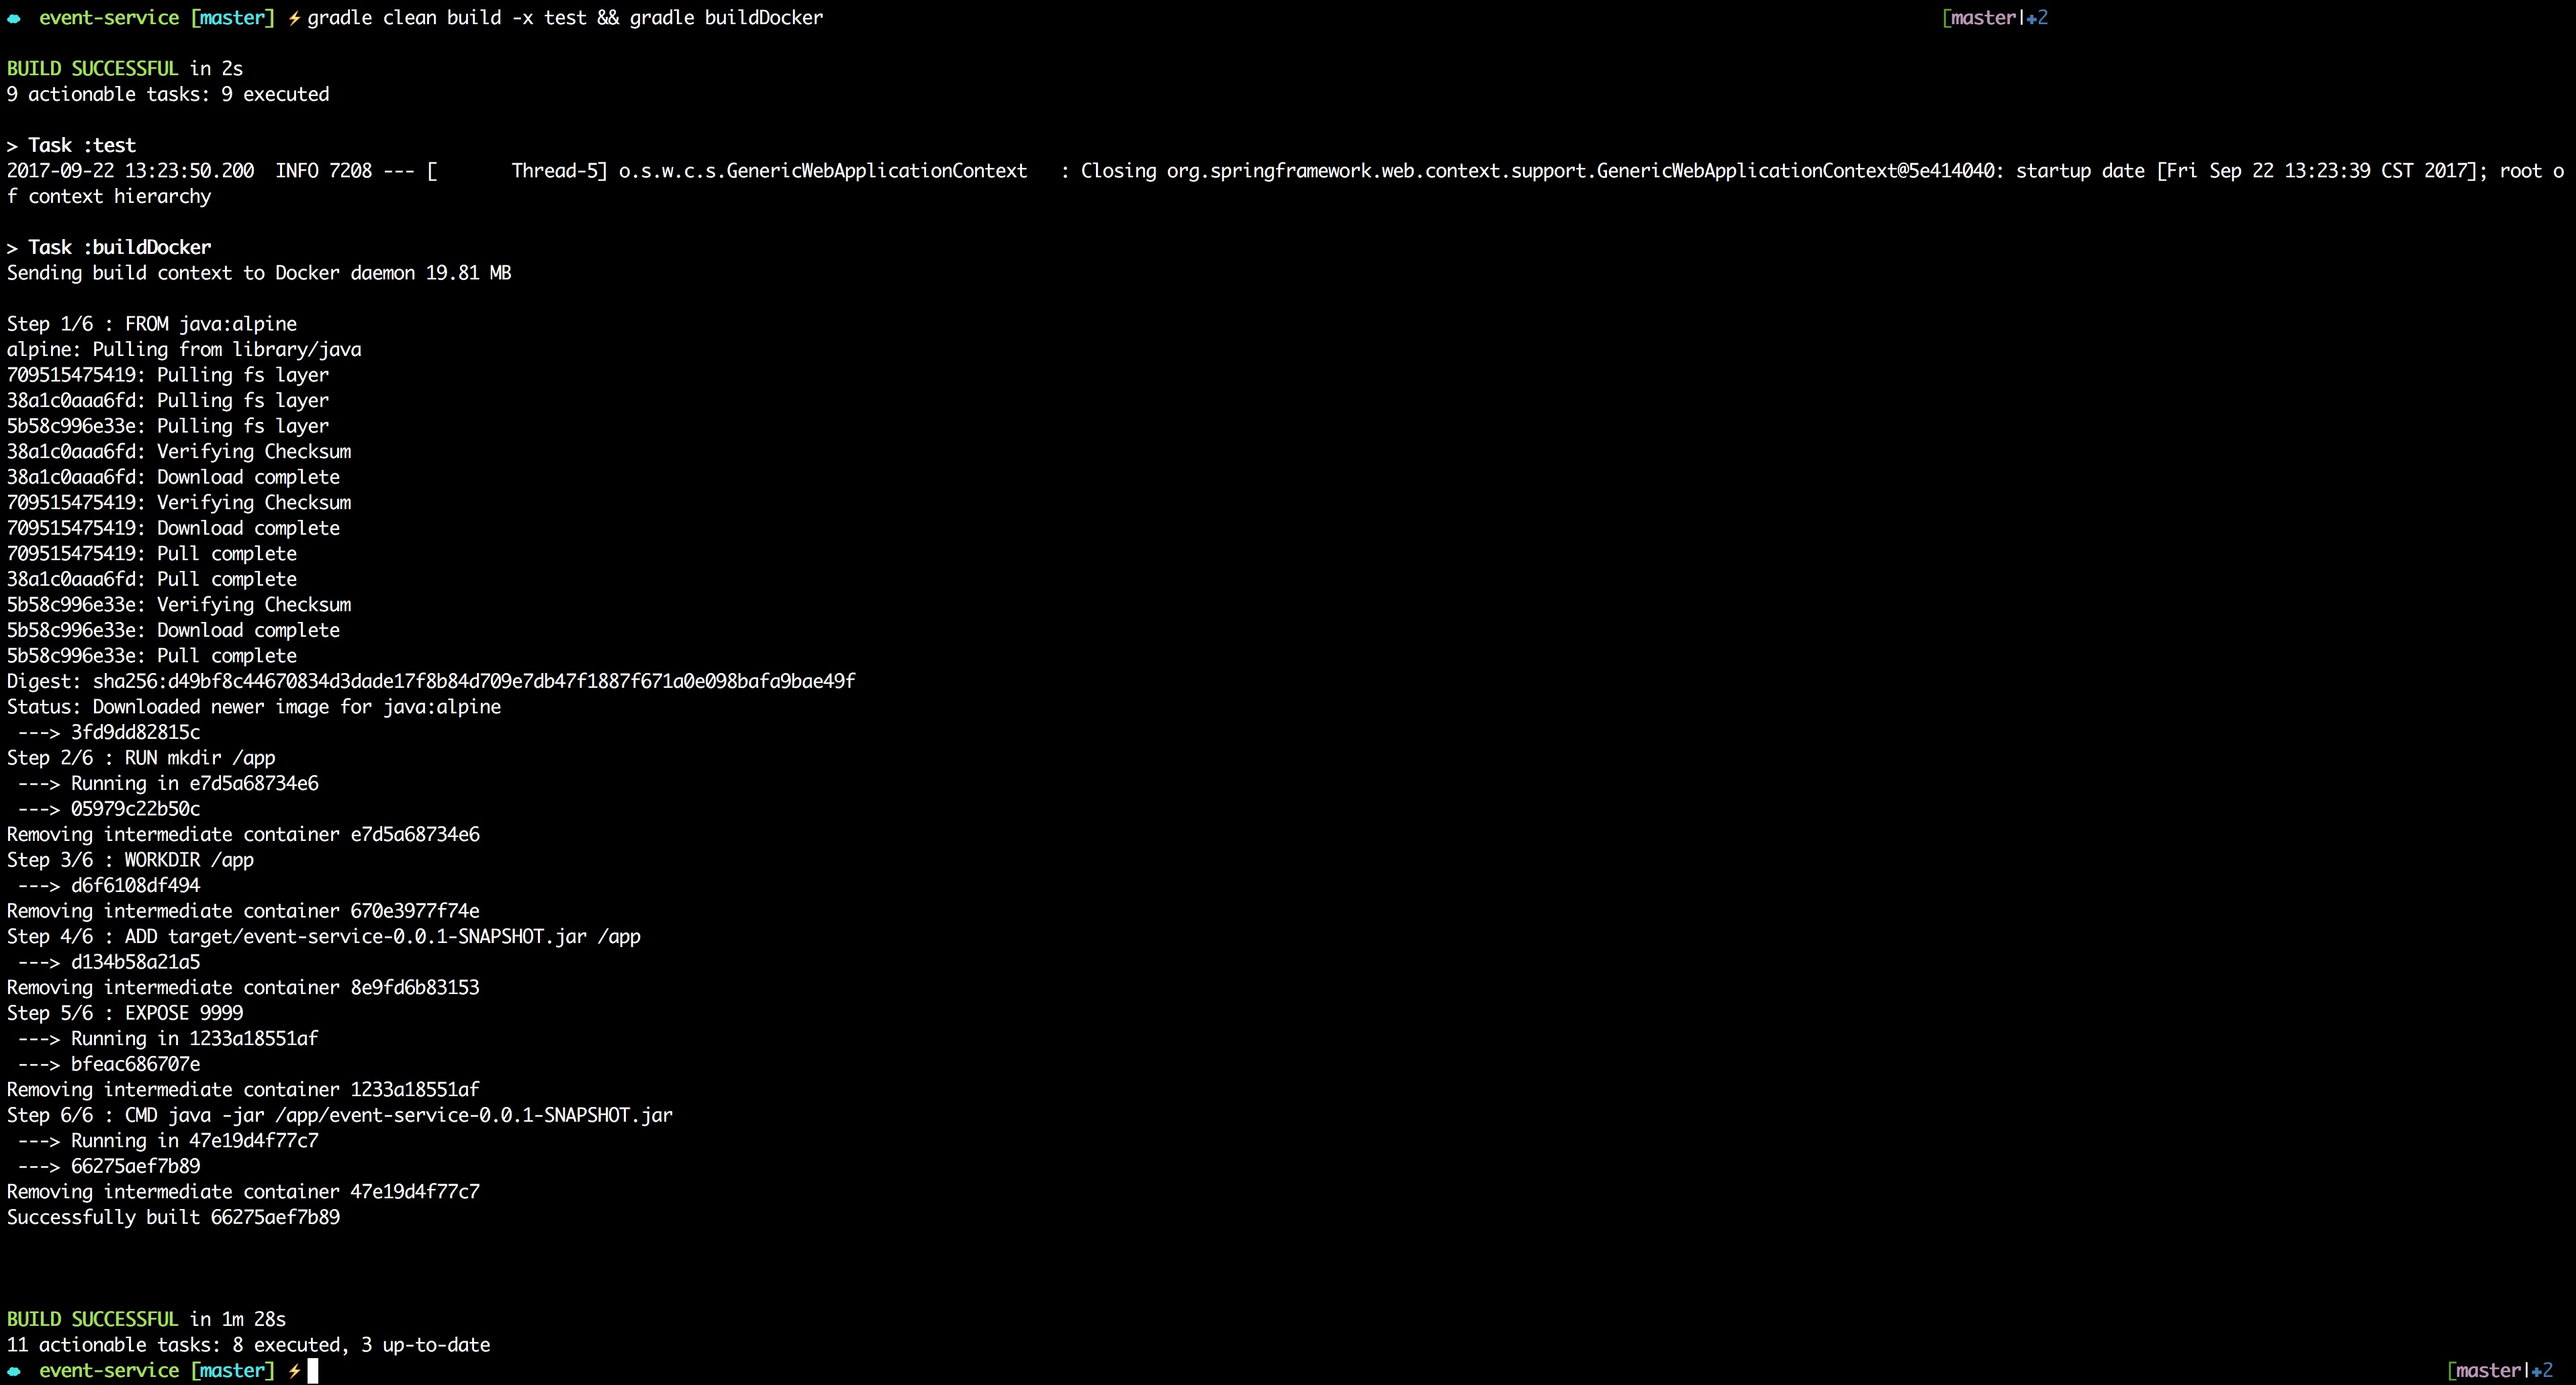 event-service [master] ⚡gradle clean build -x test && gradle buildDocker [master|✚2
BUILD SUCCESSFUL in 2s
9 actionable tasks: 9 executed
> Task :test
2017-09-22 13:23:50.200  INFO 7208 --- [       Thread-5] o.s.w.c.s.GenericWebApplicationContext   : Closing org.springframework.web.context.support.GenericWebApplicationContext@5e414040: startup date [Fri Sep 22 13:23:39 CST 2017]; root o
f context hierarchy
> Task :buildDocker
Sending build context to Docker daemon 19.81 MB
Step 1/6 : FROM java:alpine
alpine: Pulling from library/java
709515475419: Pulling fs layer
38a1c0aaa6fd: Pulling fs layer
5b58c996e33e: Pulling fs layer
38a1c0aaa6fd: Verifying Checksum
38a1c0aaa6fd: Download complete
709515475419: Verifying Checksum
709515475419: Download complete
709515475419: Pull complete
38a1c0aaa6fd: Pull complete
5b58c996e33e: Verifying Checksum
5b58c996e33e: Download complete
5b58c996e33e: Pull complete
Digest: sha256:d49bf8c44670834d3dade17f8b84d709e7db47f1887f671a0e098bafa9bae49f
Status: Downloaded newer image for java:alpine
 ---> 3fd9dd82815c
Step 2/6 : RUN mkdir /app
 ---> Running in e7d5a68734e6
 ---> 05979c22b50c
Removing intermediate container e7d5a68734e6
Step 3/6 : WORKDIR /app
 ---> d6f6108df494
Removing intermediate container 670e3977f74e
Step 4/6 : ADD target/event-service-0.0.1-SNAPSHOT.jar /app
 ---> d134b58a21a5
Removing intermediate container 8e9fd6b83153
Step 5/6 : EXPOSE 9999
 ---> Running in 1233a18551af
 ---> bfeac686707e
Removing intermediate container 1233a18551af
Step 6/6 : CMD java -jar /app/event-service-0.0.1-SNAPSHOT.jar
 ---> Running in 47e19d4f77c7
 ---> 66275aef7b89
Removing intermediate container 47e19d4f77c7
Successfully built 66275aef7b89
BUILD SUCCESSFUL in 1m 28s
11 actionable tasks: 8 executed, 3 up-to-date
event-service [master] ⚡ [master|✚2